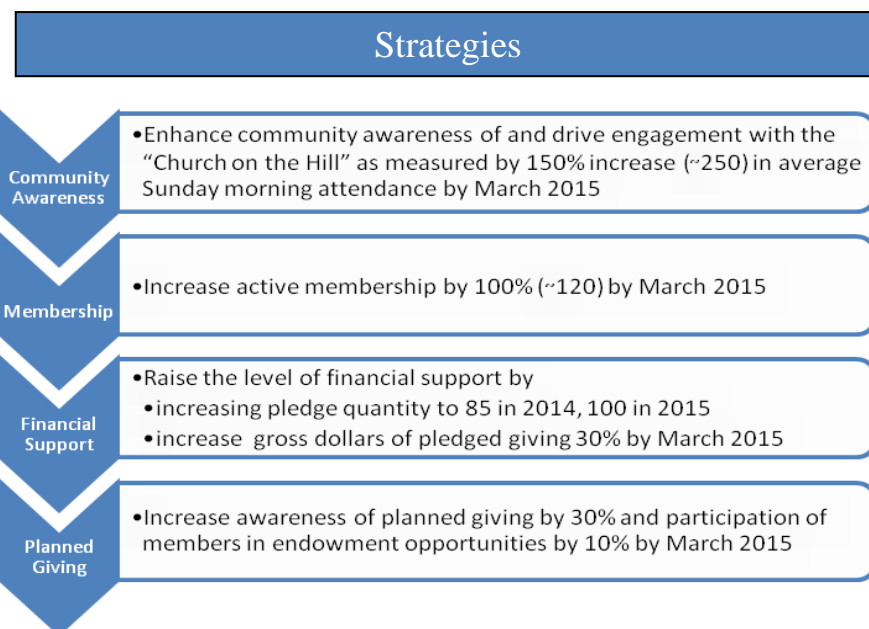 Strategies
Community
Awareness
•Enhance community awareness of and drive engagement with the
“Church on the Hill” as measured by 150% increase (~250) in average
Sunday morning attendance by March 2015
Membership
•Increase active membership by 100% (~120) by March 2015
Financial
Support
•Raise the level of financial support by
•increasing pledge quantity to 85 in 2014, 100 in 2015
•increase gross dollars of pledged giving 30% by March 2015
Planned
Giving
•Increase awareness of planned giving by 30% and participation of
members in endowment opportunities by 10% by March 2015